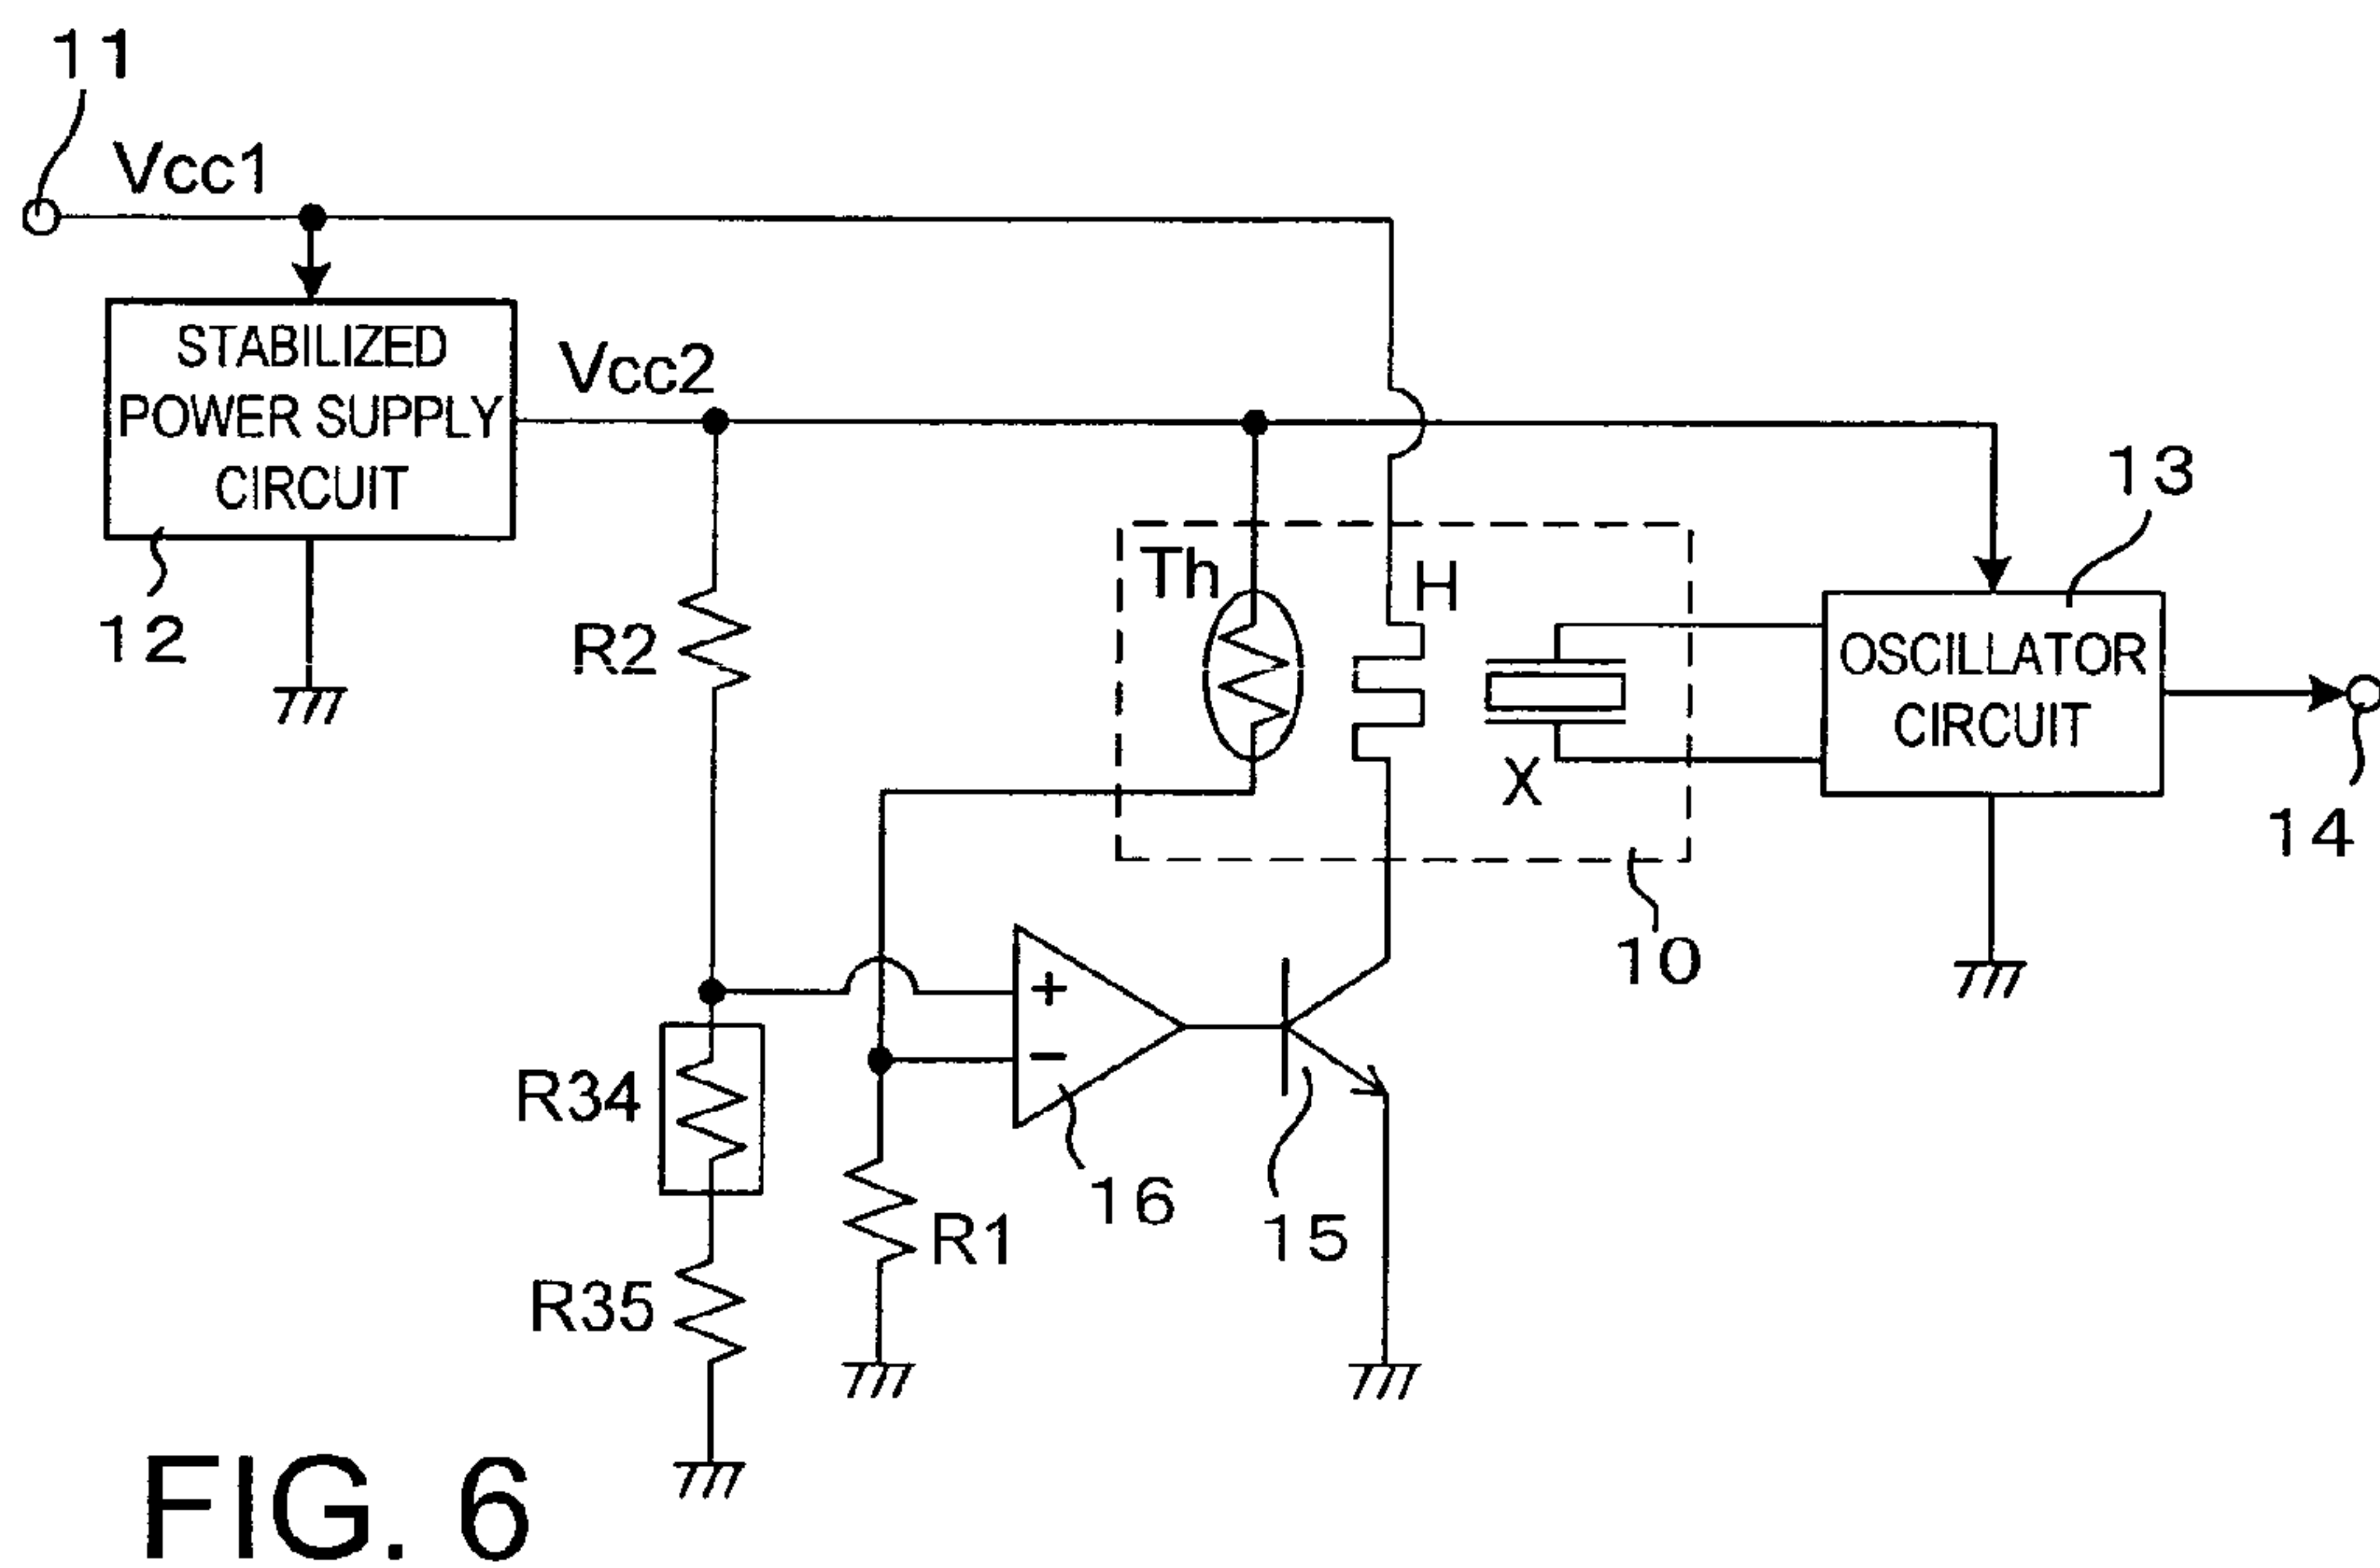 11
Vcc1
STABILIZED
POWER SUPPLY
CIRCUIT
12
Vcc2
13
R2
Th
H
X
10
OSCILLATOR
CIRCUIT
14
+
−
R34
16
15
R1
R35
FIG. 6